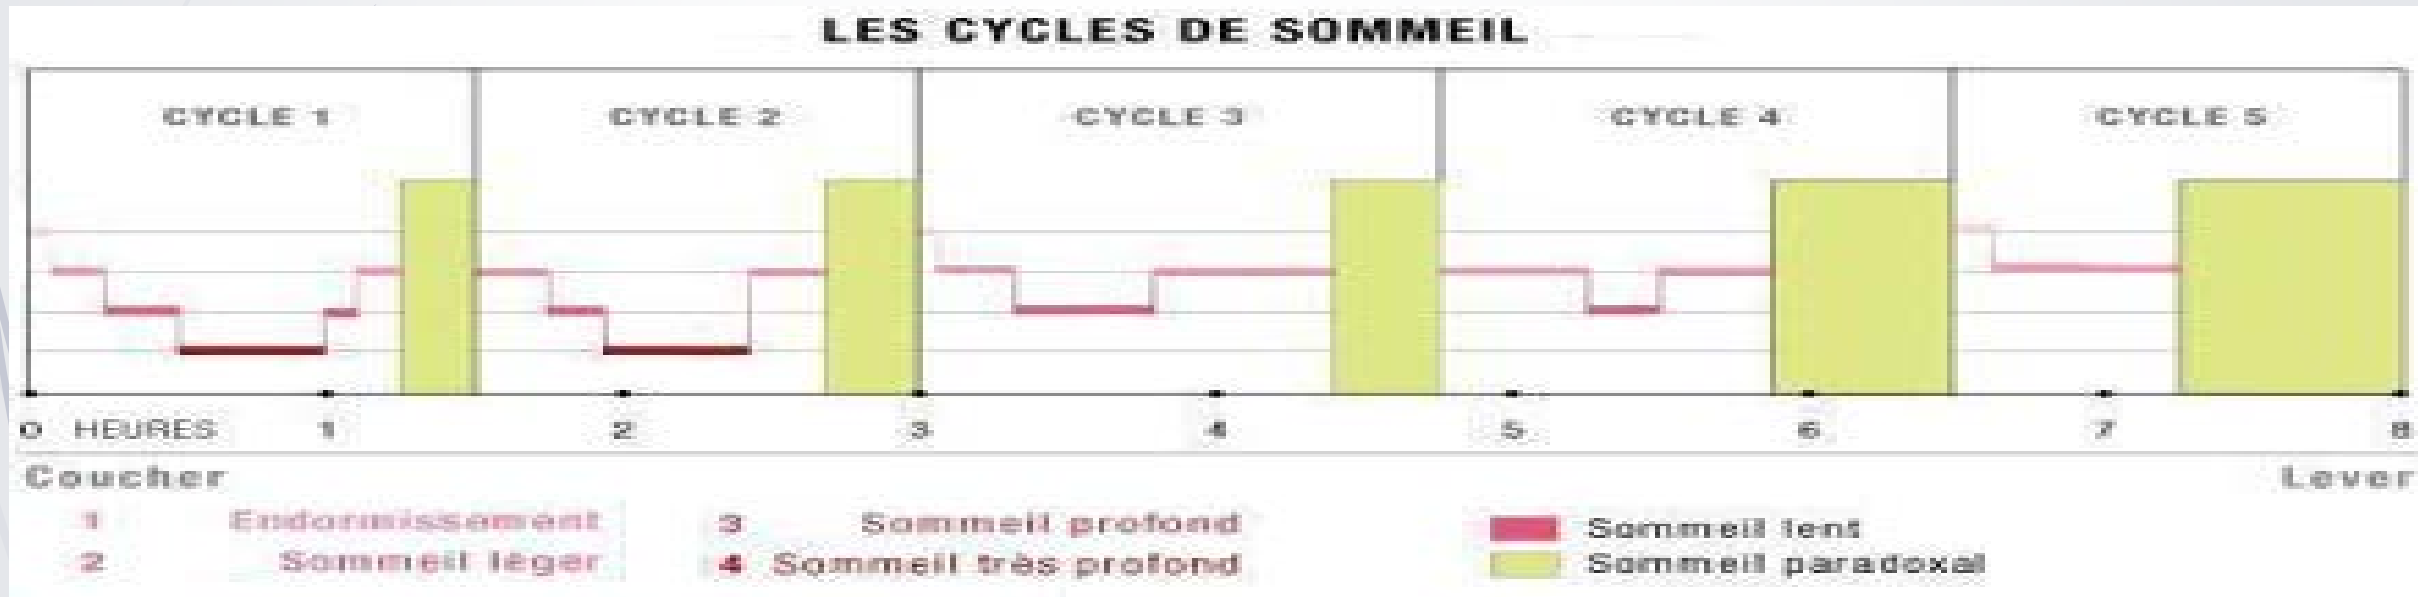 LES CYCLES DE SOMMEIL
CYCLE 1 CYCLE 2 CYCLE 3 CYCLE 4 CYCLE 5
0 HEURES 1 2 3 4 5 6 7 8
Coucher Lever
1 Endormissement 3 Sommeil profond Sommeil lent
2 Sommeil léger 4 Sommeil très profond Sommeil paradoxal